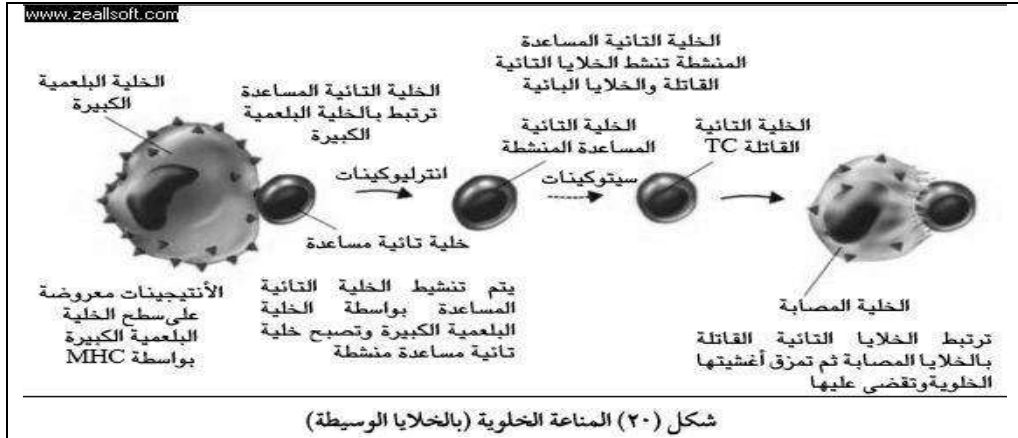 www.zeallsoft.com
الخلية البلعمية
الكبيرة
الخلية التائية المساعدة
ترتبط بالخلية البلعمية
الكبيرة
الخلية التائية المساعدة
المنشطة تنشط الخلايا التائية
القاتلة والخلايا البائية
انترليوكينات
الخلية التائية
المساعدة المنشطة
سيتوكينات
الخلية التائية
القاتلة TC
خلية تائية مساعدة
الأنتيجينات معروضة
على سطح الخلية
البلعمية الكبيرة
بواسطة MHC
يتم تنشيط الخلية التائية
المساعدة بواسطة الخلية
البلعمية الكبيرة وتصبح خلية
تائية مساعدة منشطة
الخلية المصابة
ترتبط الخلايا التائية القاتلة
بالخلايا المصابة ثم تمزق أغشيتها
الخلوية وتقضى عليها
شكل (٢٠) المناعة الخلوية (بالخلايا الوسيطة)